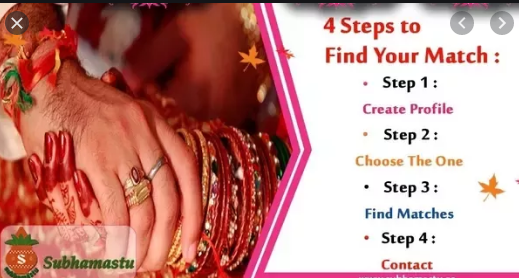 4 Steps to
Find Your Match :
• Step 1 :
Create Profile
• Step 2 :
Choose The One
• Step 3 :
Find Matches
• Step 4 :
Contact
S
Subhamastu